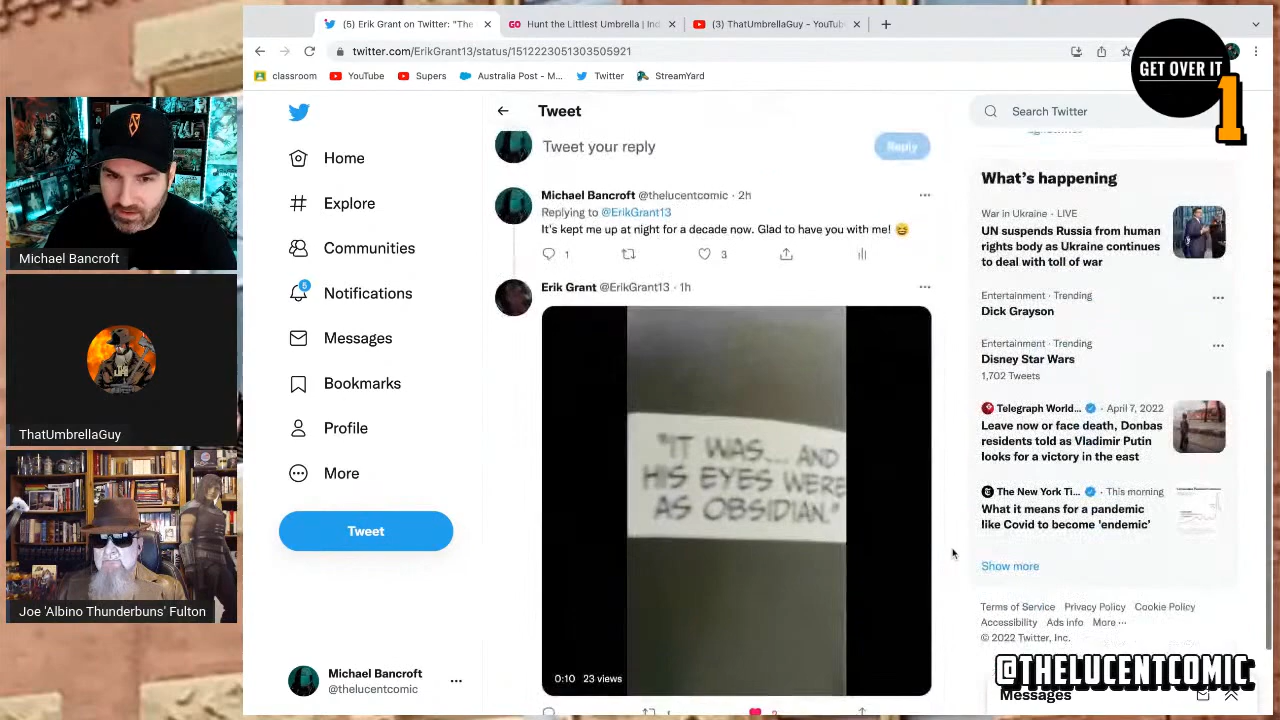 (5) Erik Grant on Twitter: "The
Hunt the Littlest Umbrella | Ind
(3) ThatUmbrellaGuy - YouTub
twitter.com/ErikGrant13/status/1512223051303505921
classroom
YouTube
Supers
Australia Post - M...
Twitter
StreamYard
GET OVER IT
1
Michael Bancroft
ThatUmbrellaGuy
Joe 'Albino Thunderbuns' Fulton
Home
Explore
Communities
5
Notifications
Messages
Bookmarks
Profile
More
Tweet
Michael Bancroft
@thelucentcomic
Tweet
Tweet your reply
Reply
Michael Bancroft @thelucentcomic · 2h
Replying to @ErikGrant13
It's kept me up at night for a decade now. Glad to have you with me! 😆
1
3
Erik Grant @ErikGrant13 · 1h
"IT WAS... AND
HIS EYES WERE
AS OBSIDIAN."
0:10 23 views
Search Twitter
What's happening
War in Ukraine · LIVE
UN suspends Russia from human
rights body as Ukraine continues
to deal with toll of war
Entertainment · Trending
Dick Grayson
Entertainment · Trending
Disney Star Wars
1,702 Tweets
Telegraph World... · April 7, 2022
Leave now or face death, Donbas
residents told as Vladimir Putin
looks for a victory in the east
The New York Ti... · This morning
What it means for a pandemic
like Covid to become 'endemic'
Show more
Terms of Service Privacy Policy Cookie Policy
Accessibility Ads info More ···
© 2022 Twitter, Inc.
@THELUCENTCOMIC
Messages